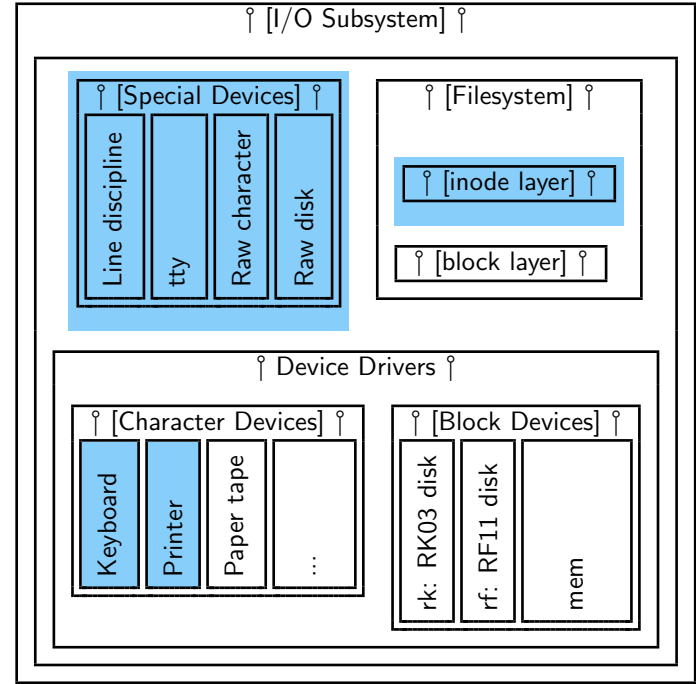 ⫯ [I/O Subsystem] ⫯
⫯ [Special Devices] ⫯
Line discipline
tty
Raw character
Raw disk
⫯ [Filesystem] ⫯
⫯ [inode layer] ⫯
⫯ [block layer] ⫯
⫯ Device Drivers ⫯
⫯ [Character Devices] ⫯
Keyboard
Printer
Paper tape
...
⫯ [Block Devices] ⫯
rk: RK03 disk
rf: RF11 disk
mem